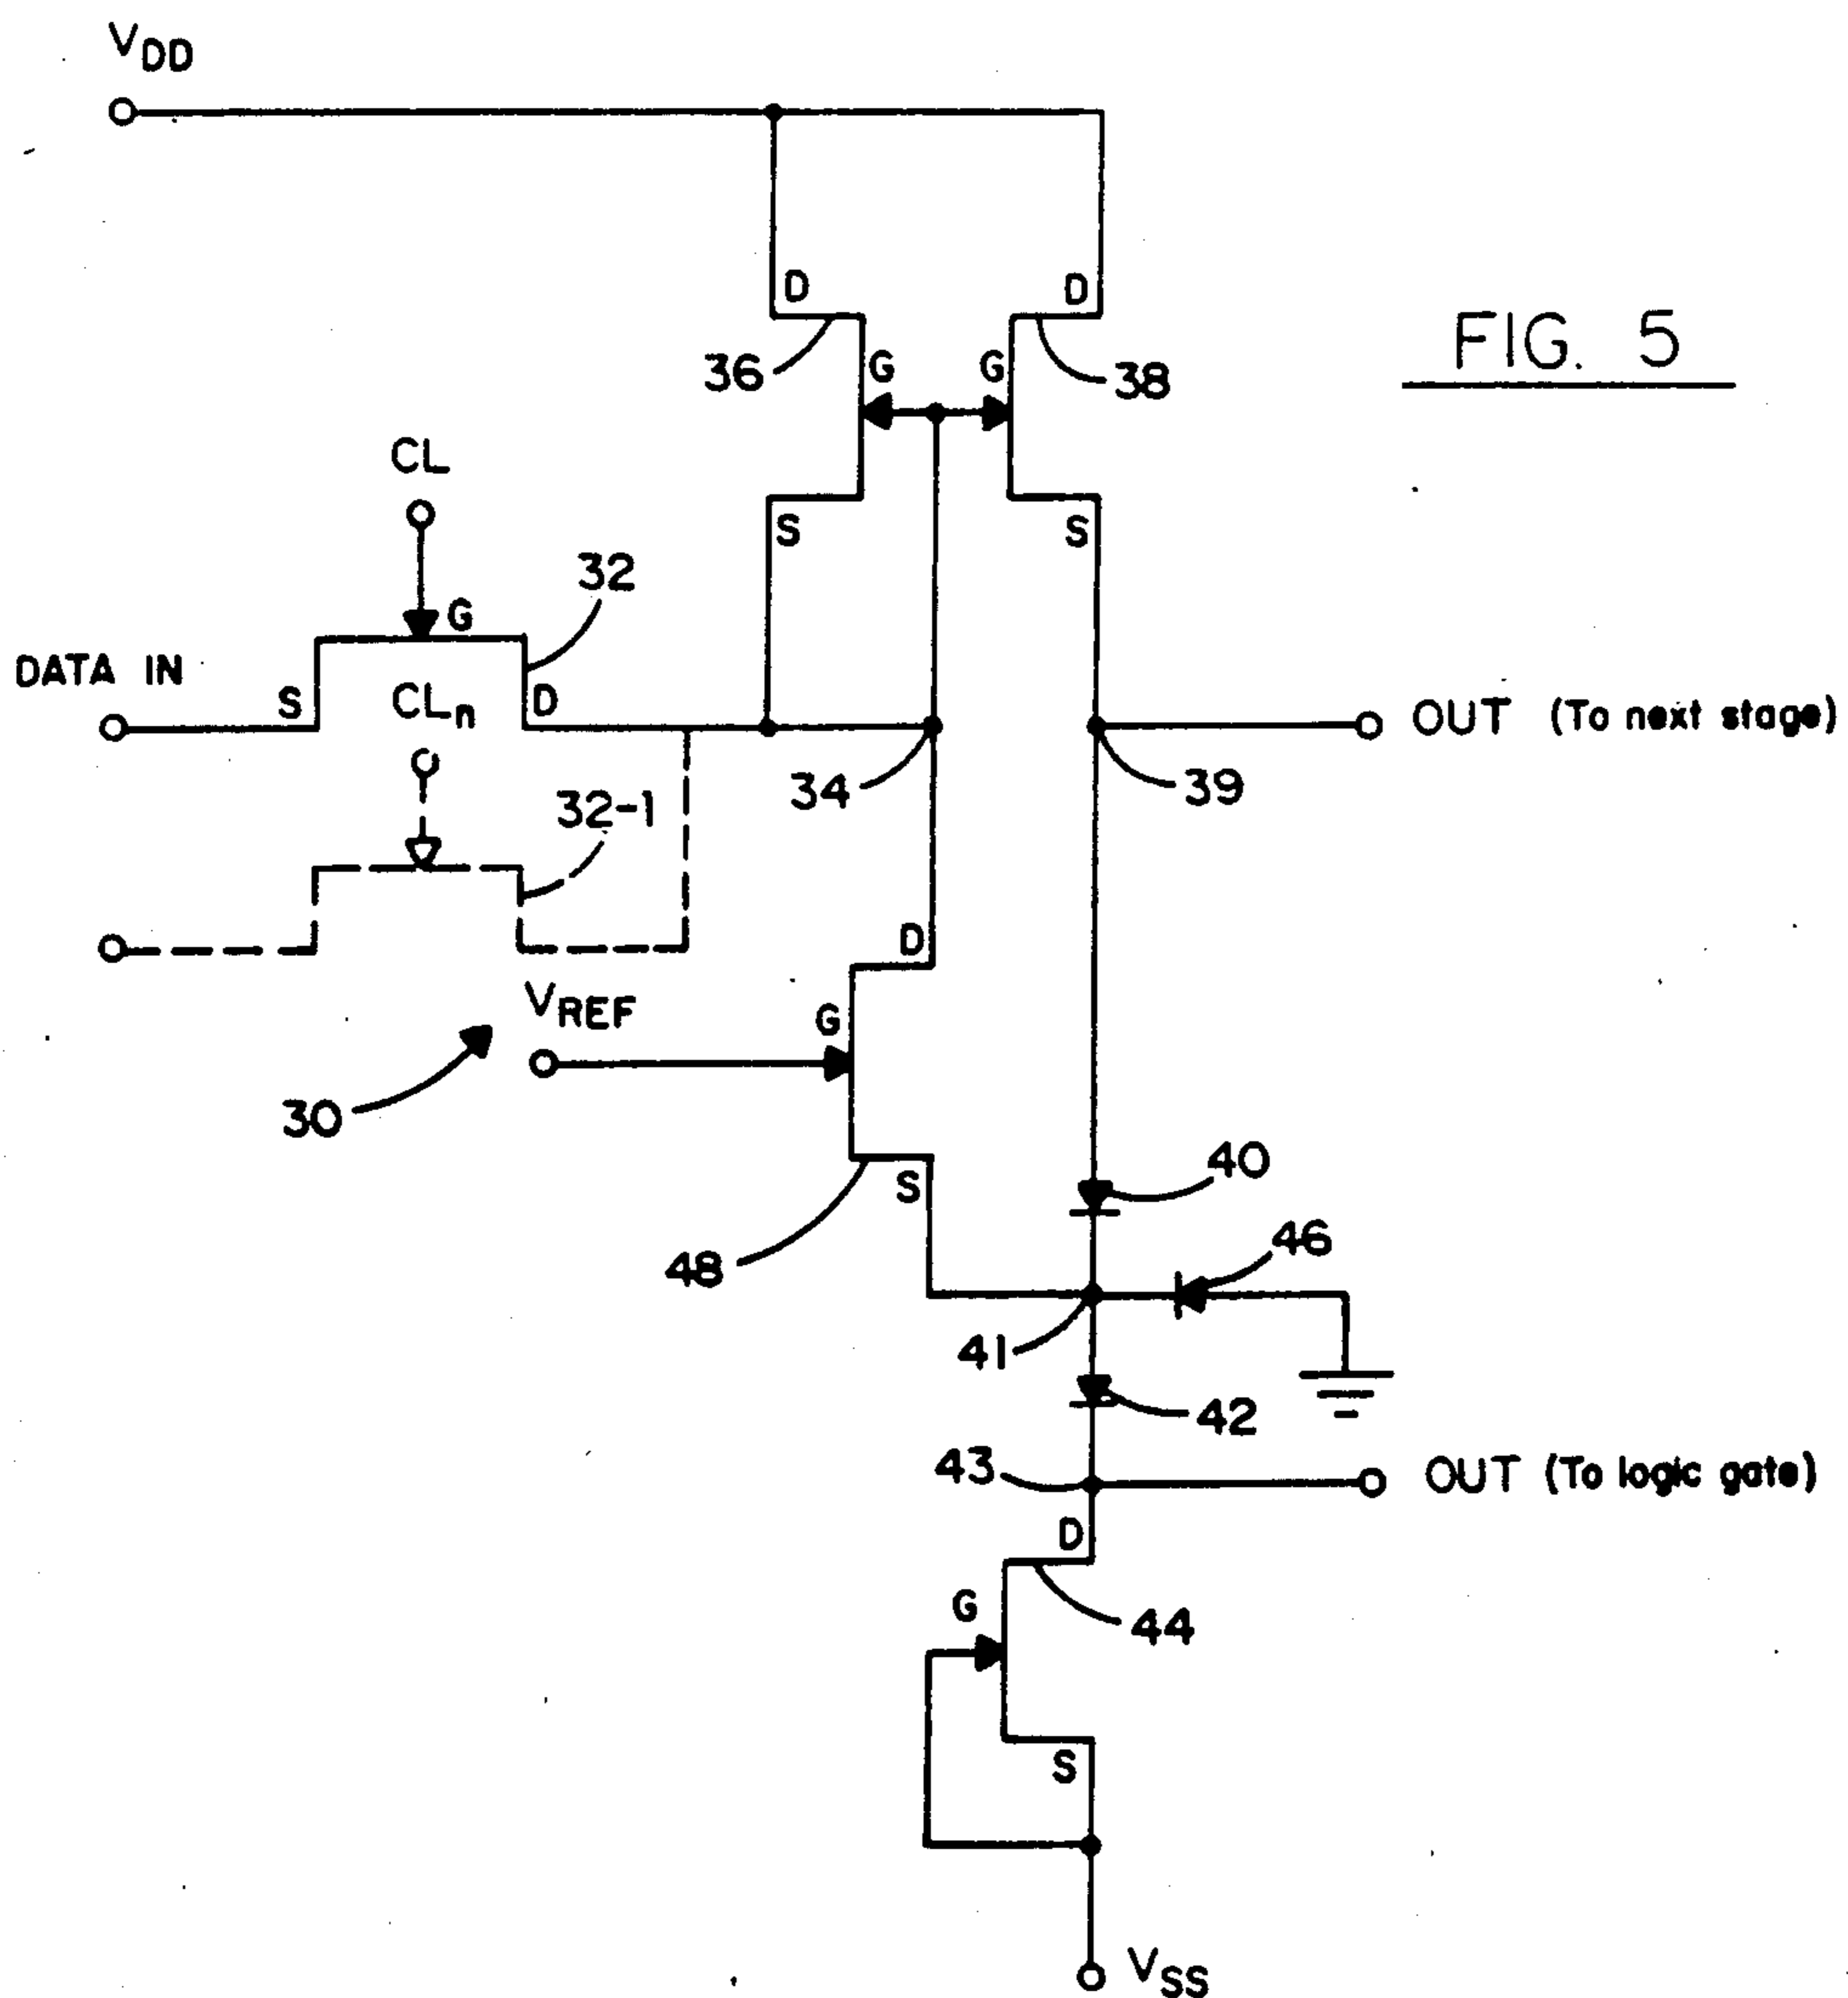 VDD
D
D
36
G
G
38
FIG. 5
CL
S
S
32
G
DATA IN
S
CLn
D
OUT (To next stage)
34
39
32-1
D
VREF
G
30
40
S
46
48
41
42
43
OUT (To logic gate)
D
G
44
S
VSS